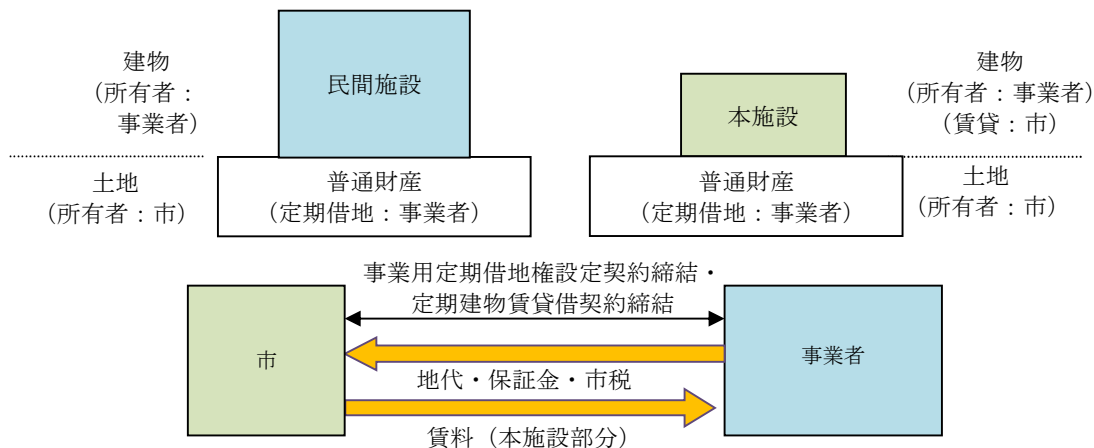 建物
（所有者：
事業者）
民間施設
本施設
建物
（所有者：事業者）
（賃貸：市）
土地
（所有者：市）
普通財産
（定期借地：事業者）
普通財産
（定期借地：事業者）
土地
（所有者：市）
事業用定期借地権設定契約締結・
定期建物賃貸借契約締結
市
事業者
地代・保証金・市税
賃料（本施設部分）